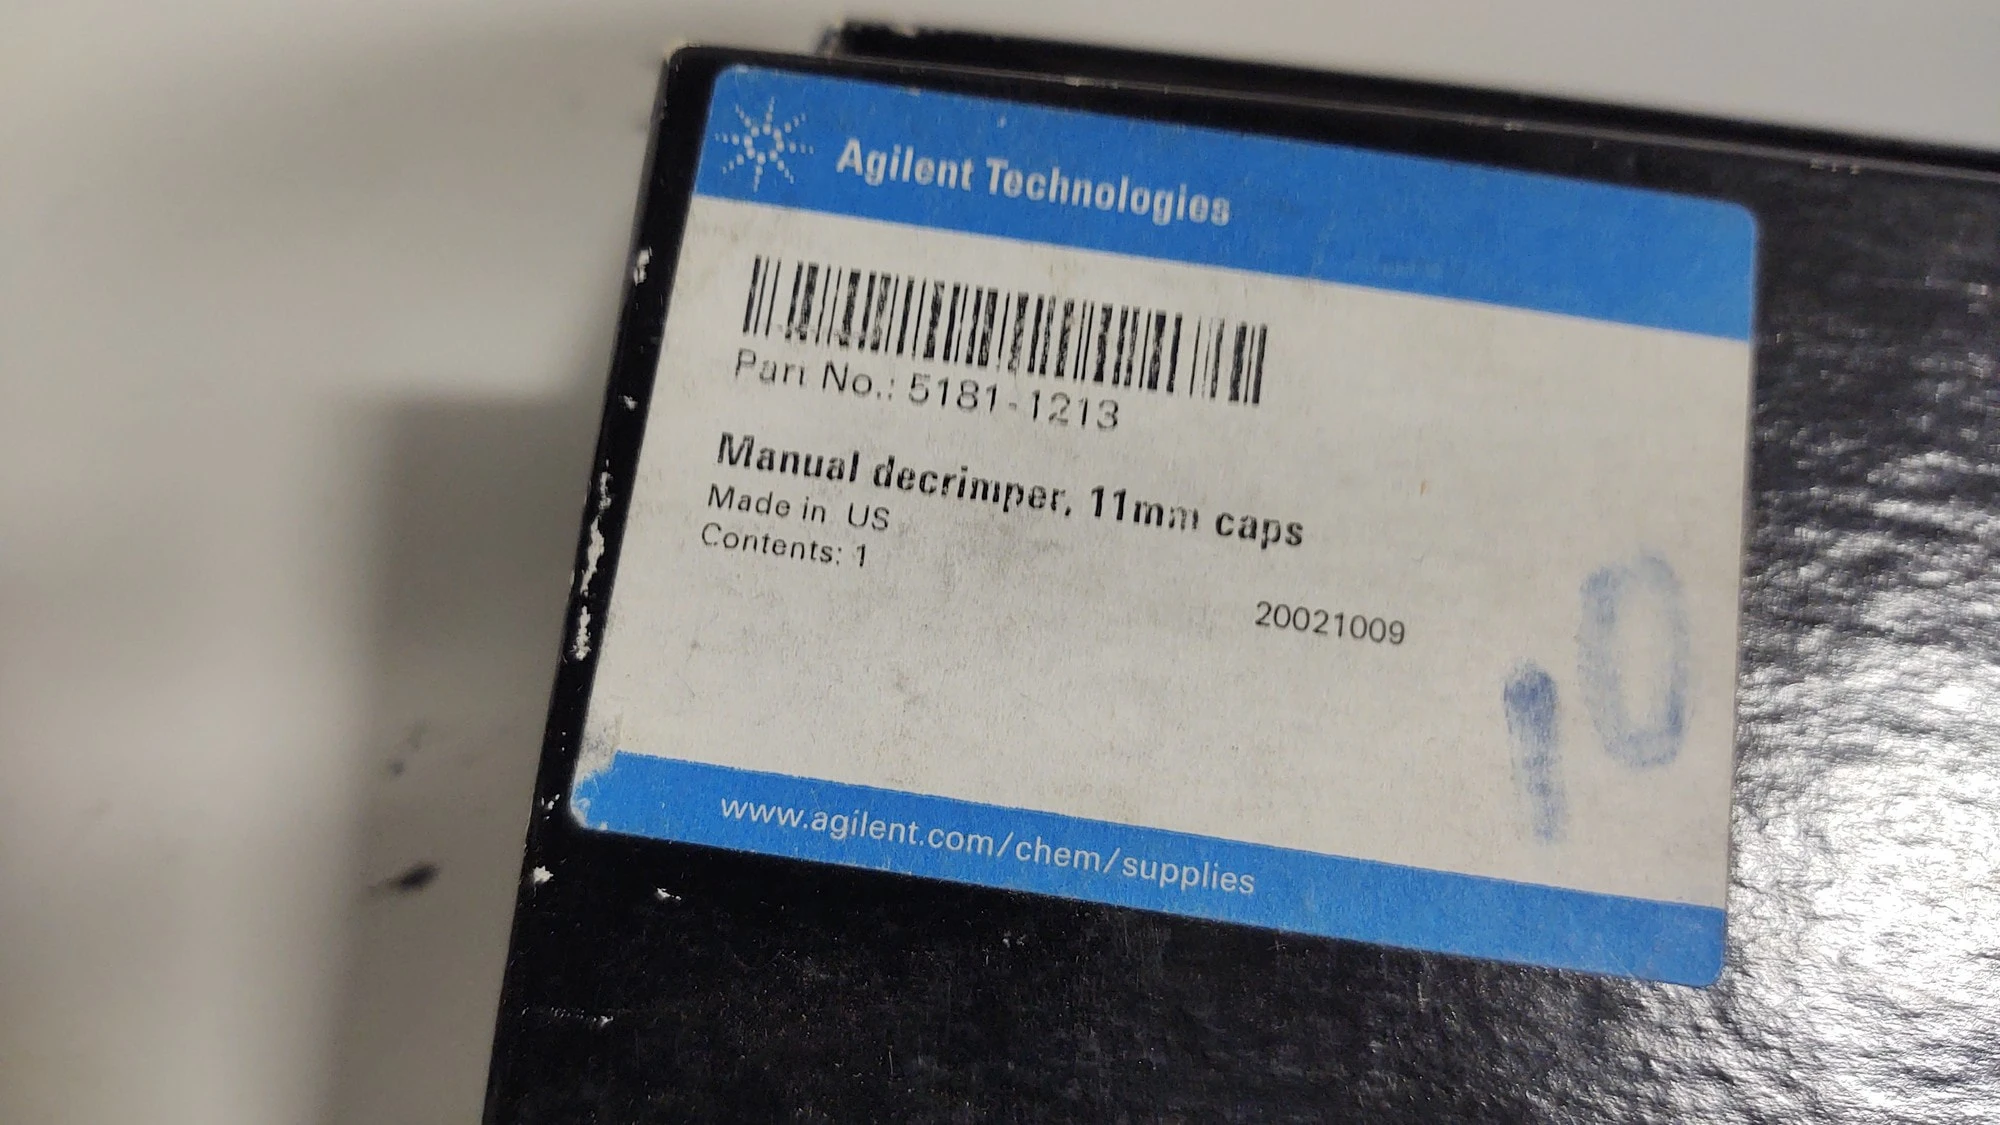 Agilent Technologies
Part No.: 5181-1213
Manual decrimper, 11mm caps
Made in US
Contents: 1
20021009
10
www.agilent.com/chem/supplies